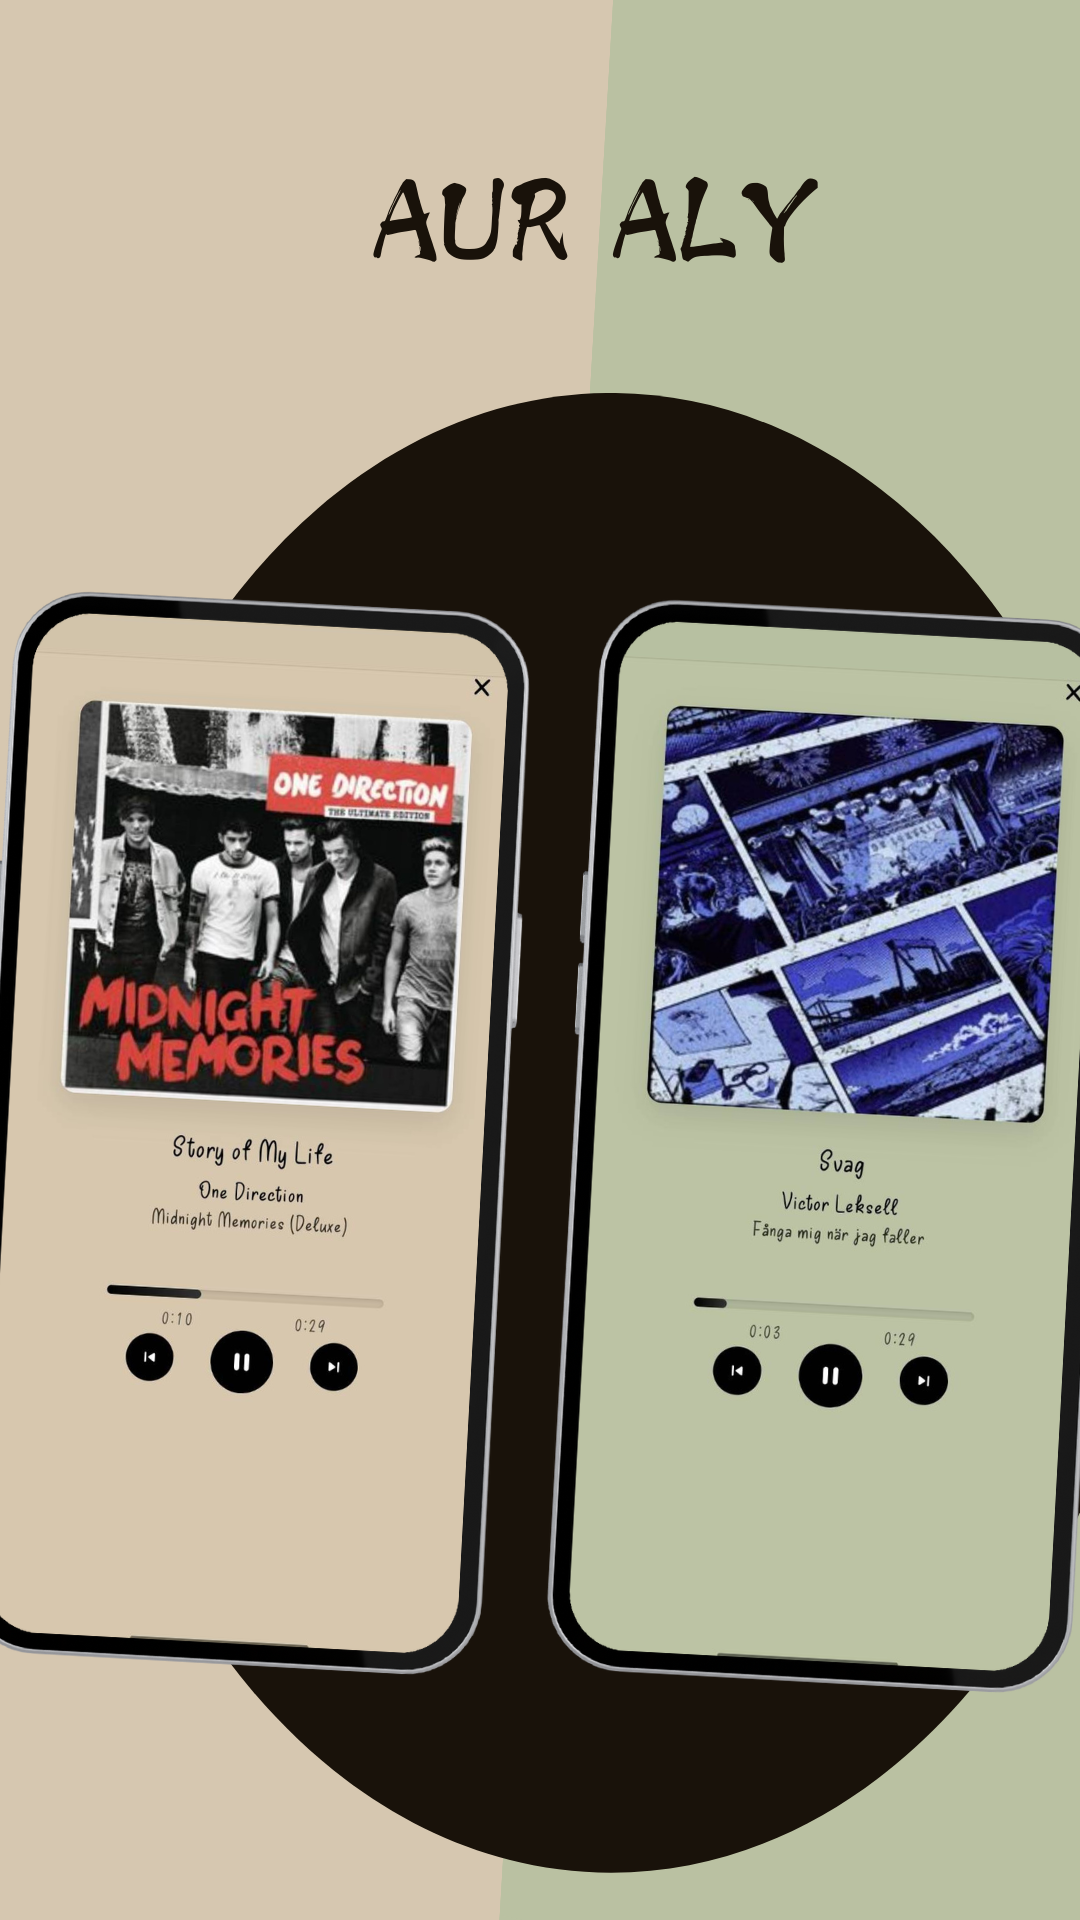 AUR ALY
ONE DIRECTION
THE ULTIMATE EDITION
MIDNIGHT
MEMORIES
Story of My Life
One Direction
Midnight Memories (Deluxe)
0:10 0:29
Svag
Victor Leksell
Fånga mig när jag faller
0:03 0:29